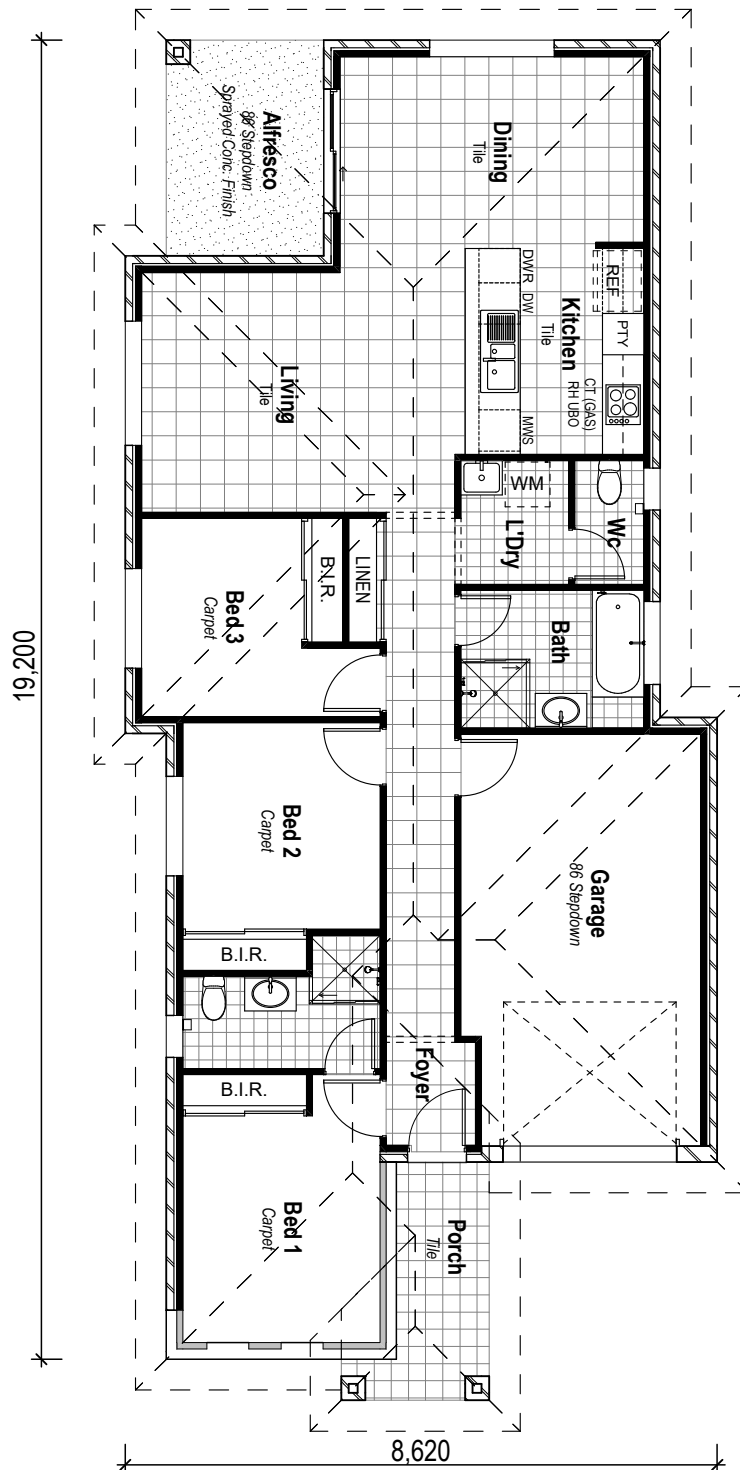 Alfresco
86 Stepdown
Sprayed Conc. Finish
Dining
Tile
Kitchen
Tile
REF
PTY
CT (GAS)
RH UBO
DWR
DW
MWS
Living
Tile
WM
L'Dry
Wc
LINEN
B.I.R.
Bed 3
Carpet
Bath
Bed 2
Carpet
B.I.R.
Garage
86 Stepdown
B.I.R.
Foyer
Bed 1
Carpet
Porch
Tile
19,200
8,620